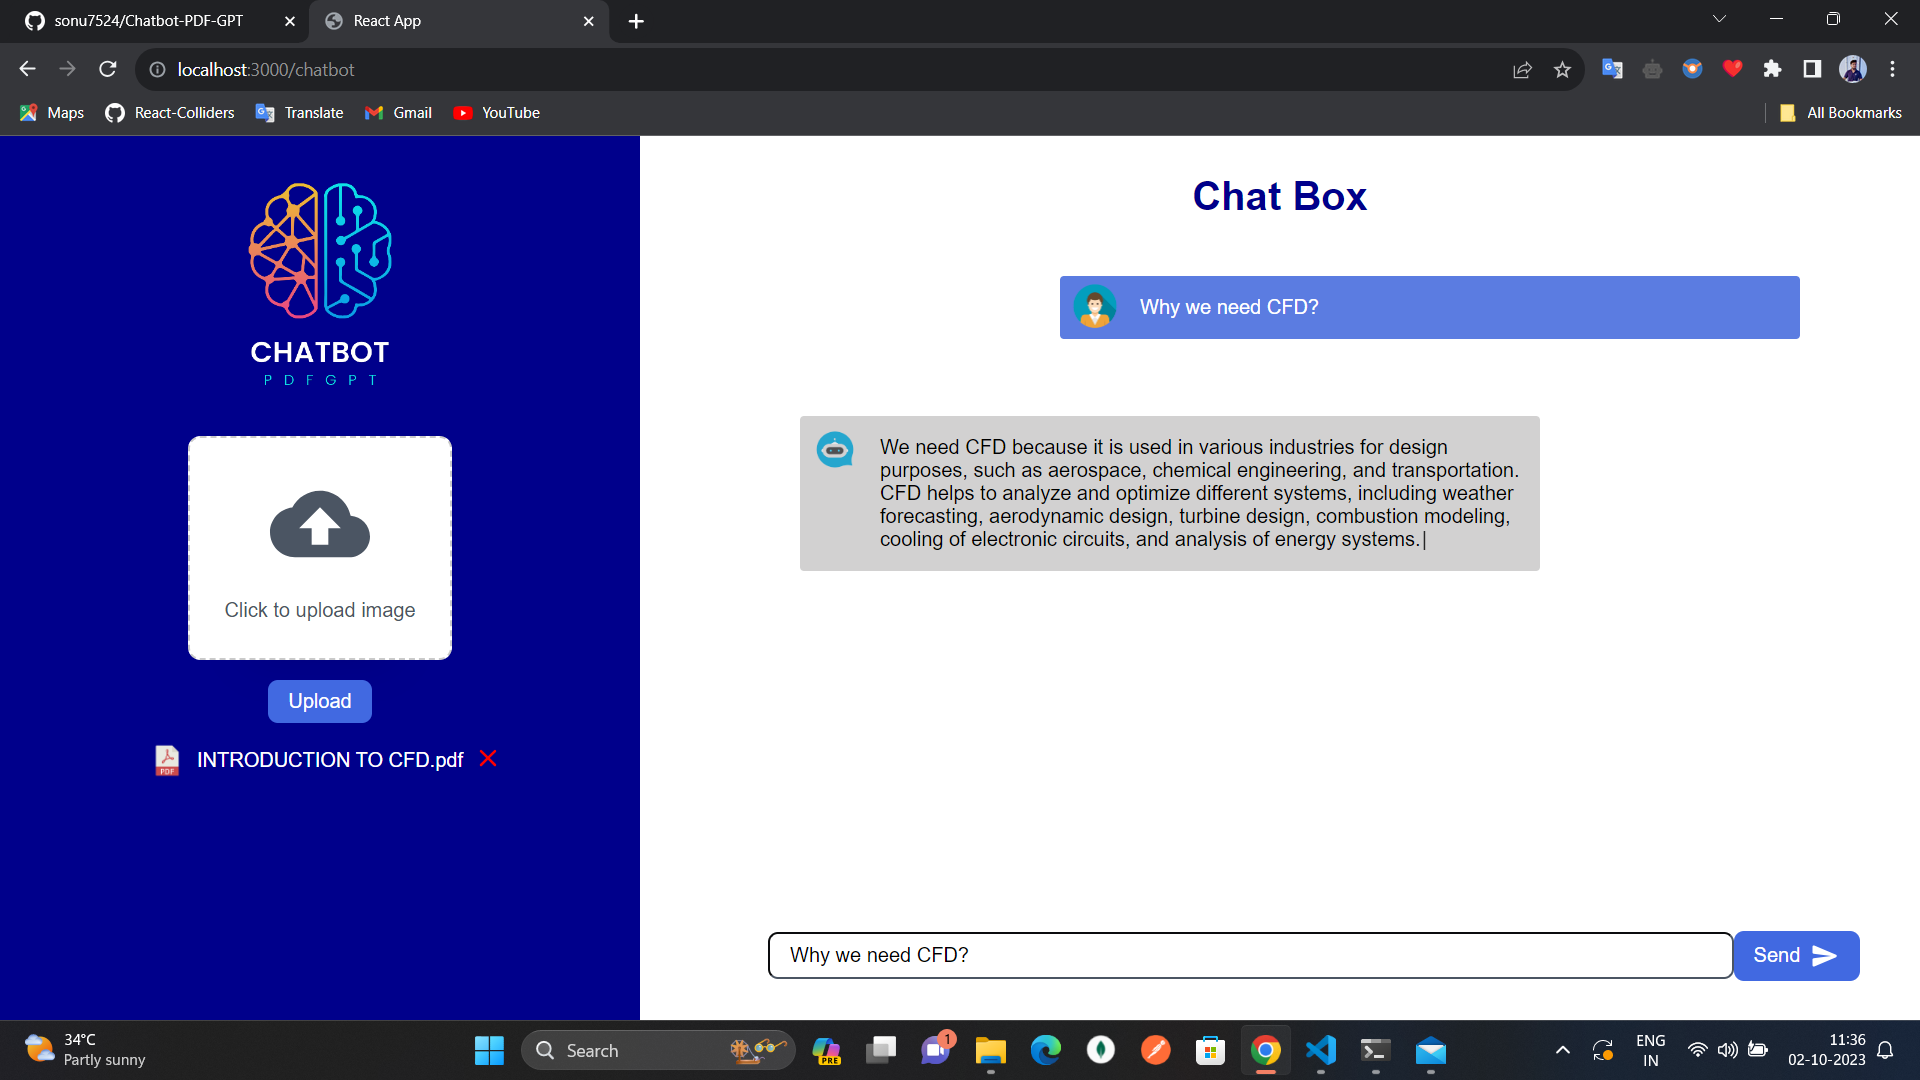 sonu7524/Chatbot-PDF-GPT
React App
localhost:3000/chatbot
Maps
React-Colliders
Translate
Gmail
YouTube
All Bookmarks
CHATBOT
PDFGPT
Click to upload image
Upload
PDF
INTRODUCTION TO CFD.pdf
Chat Box
Why we need CFD?
We need CFD because it is used in various industries for design
purposes, such as aerospace, chemical engineering, and transportation.
CFD helps to analyze and optimize different systems, including weather
forecasting, aerodynamic design, turbine design, combustion modeling,
cooling of electronic circuits, and analysis of energy systems.|
Why we need CFD?
Send
34°C
Partly sunny
Search
PRE
1
ENG
IN
11:36
02-10-2023